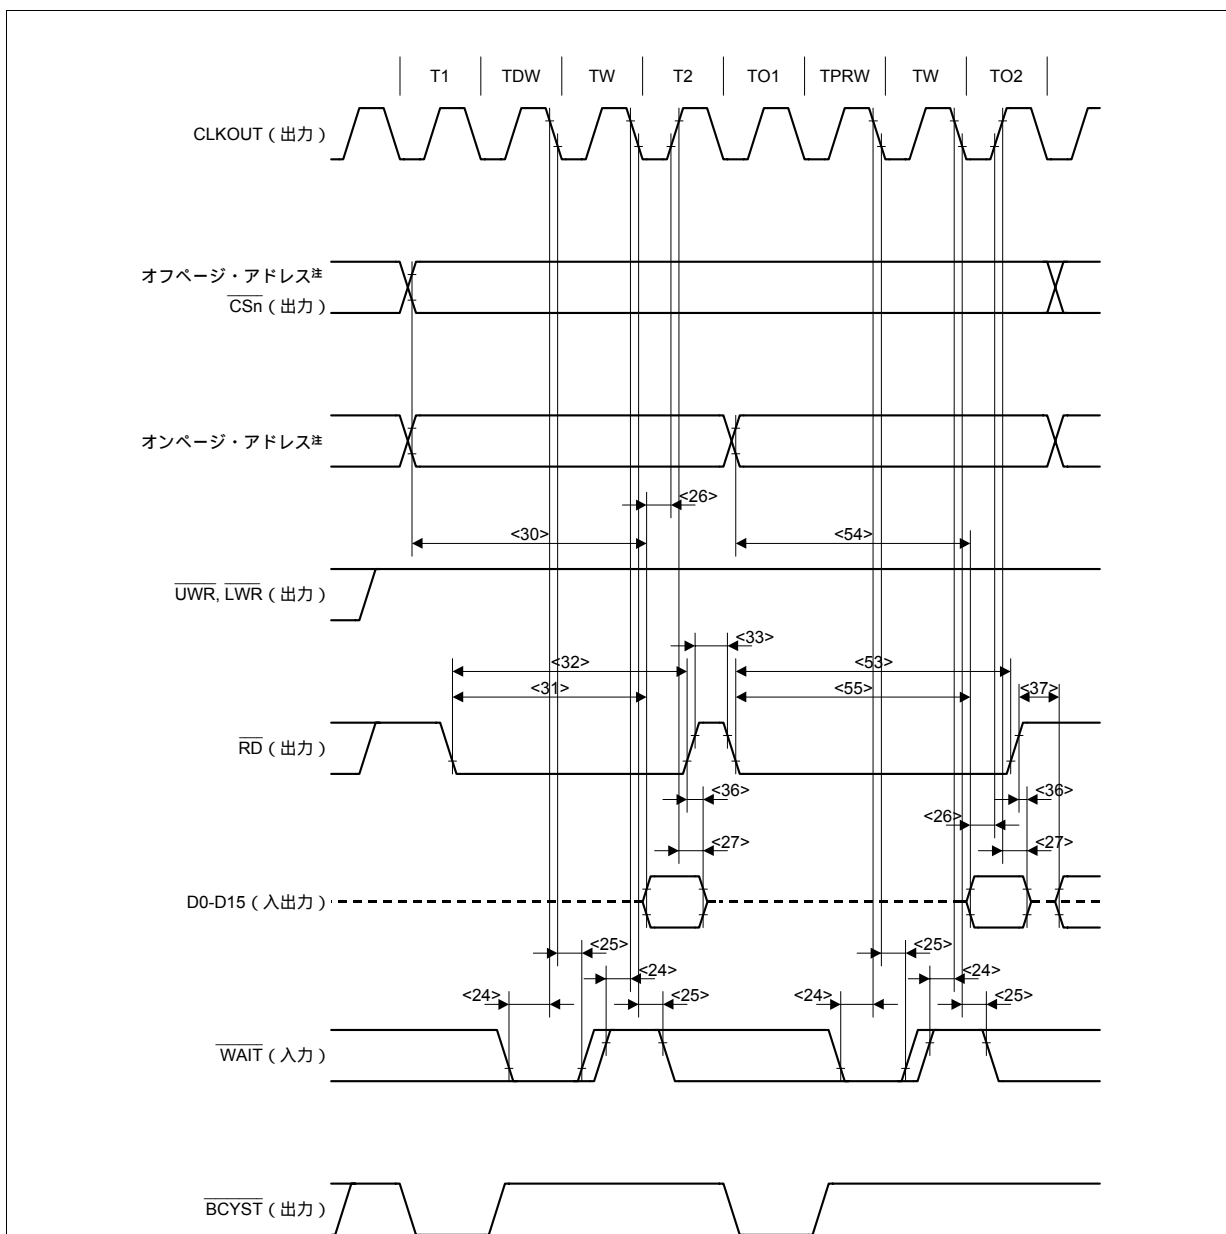 T1 TDW TW T2 TO1 TPRW TW TO2
CLKOUT（出力）
オフページ・アドレス注
CSn（出力）
オンページ・アドレス注
<26>
<30> <54>
UWR, LWR（出力）
<33>
<32> <53>
<31> <55> <37>
RD（出力）
<36> <36>
<26>
<27> <27>
D0-D15（入出力）
<25> <25>
<24> <24>
<24> <25> <24> <25>
WAIT（入力）
BCYST（出力）